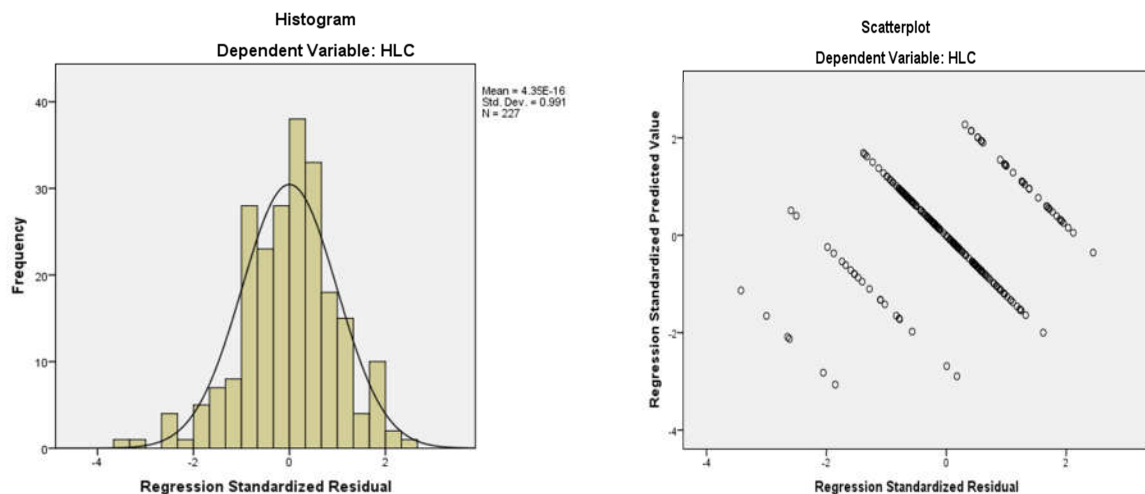 Histogram
Dependent Variable: HLC
Mean = 4.35E-16
Std. Dev. = 0.991
N = 227
Frequency
40
30
20
10
0
-4
-2
0
2
Regression Standardized Residual
Scatterplot
Dependent Variable: HLC
Regression Standardized Predicted Value
2
0
-2
-4
-4
-2
0
2
Regression Standardized Residual